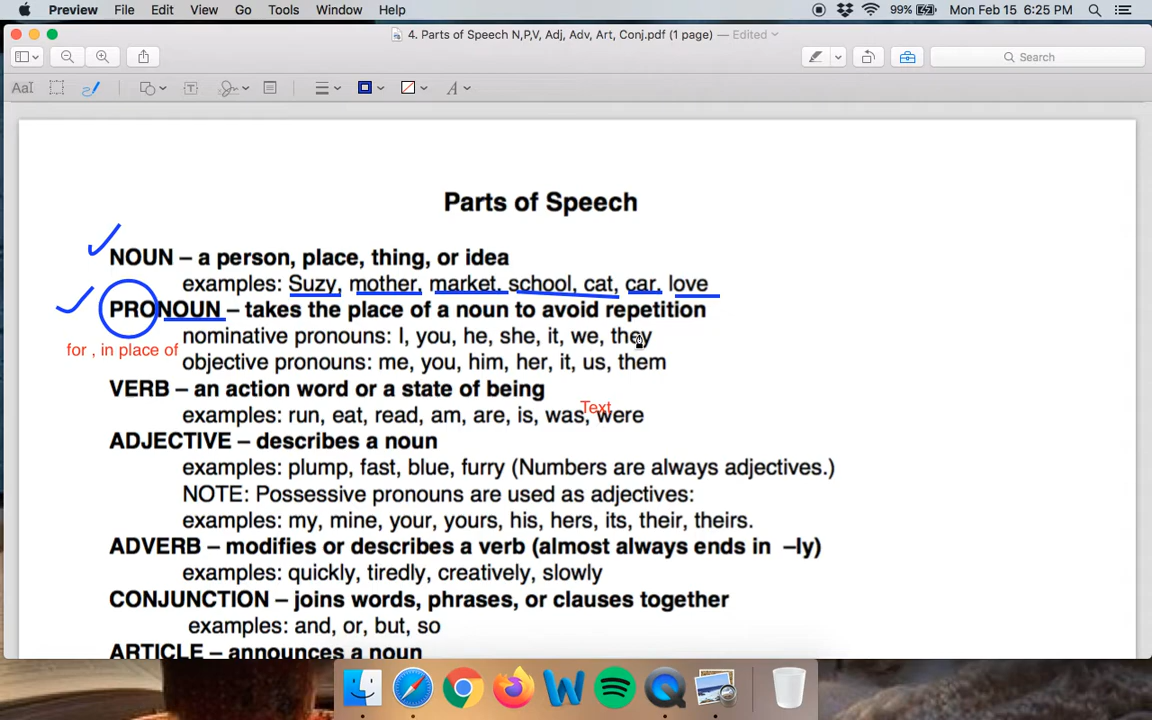 Preview File Edit View Go Tools Window Help 99% Mon Feb 15 6:25 PM
4. Parts of Speech N,P,V, Adj, Adv, Art, Conj.pdf (1 page) — Edited
Search
AaI T A
Parts of Speech
NOUN – a person, place, thing, or idea
examples: Suzy, mother, market. school, cat, car. love
PRONOUN – takes the place of a noun to avoid repetition
nominative pronouns: I, you, he, she, it, we, they
for , in place of
objective pronouns: me, you, him, her, it, us, them
VERB – an action word or a state of being
Text
examples: run, eat, read, am, are, is, was, were
ADJECTIVE – describes a noun
examples: plump, fast, blue, furry (Numbers are always adjectives.)
NOTE: Possessive pronouns are used as adjectives:
examples: my, mine, your, yours, his, hers, its, their, theirs.
ADVERB – modifies or describes a verb (almost always ends in –ly)
examples: quickly, tiredly, creatively, slowly
CONJUNCTION – joins words, phrases, or clauses together
examples: and, or, but, so
ARTICLE – announces a noun